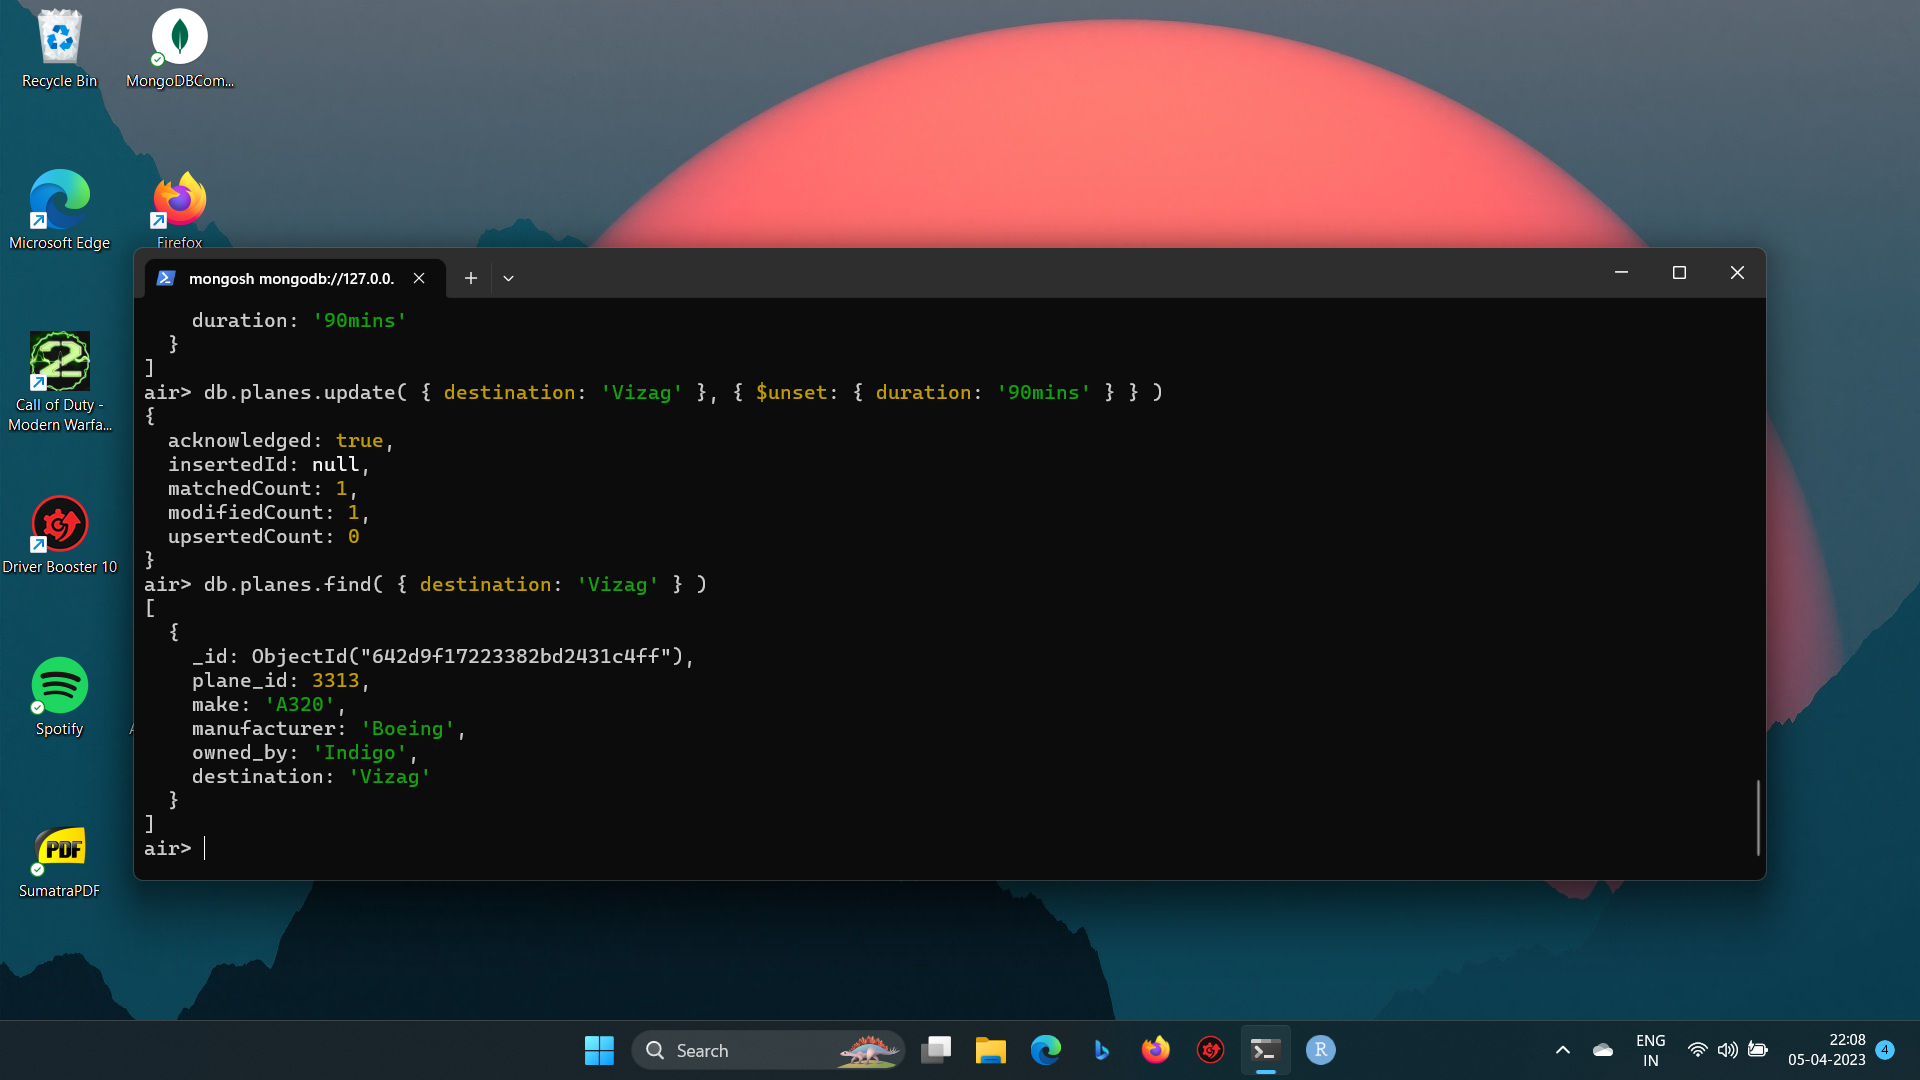 Recycle Bin
MongoDBCom...
Microsoft Edge
Firefox
Call of Duty -
Modern Warfa...
Driver Booster 10
Spotify
SumatraPDF
PDF
mongosh mongodb://127.0.0.
duration: '90mins'
}
]
air> db.planes.update( { destination: 'Vizag' }, { $unset: { duration: '90mins' } } )
{
acknowledged: true,
insertedId: null,
matchedCount: 1,
modifiedCount: 1,
upsertedCount: 0
}
air> db.planes.find( { destination: 'Vizag' } )
[
{
_id: ObjectId("642d9f17223382bd2431c4ff"),
plane_id: 3313,
make: 'A320',
manufacturer: 'Boeing',
owned_by: 'Indigo',
destination: 'Vizag'
}
]
air>
Search
R
ENG
IN
22:08
05-04-2023
4